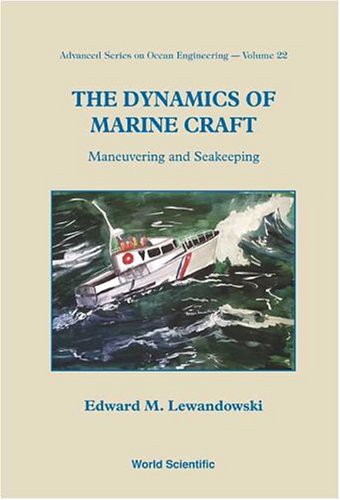 Advanced Series on Ocean Engineering — Volume 22
THE DYNAMICS OF
MARINE CRAFT
Maneuvering and Seakeeping
Edward M. Lewandowski
World Scientific